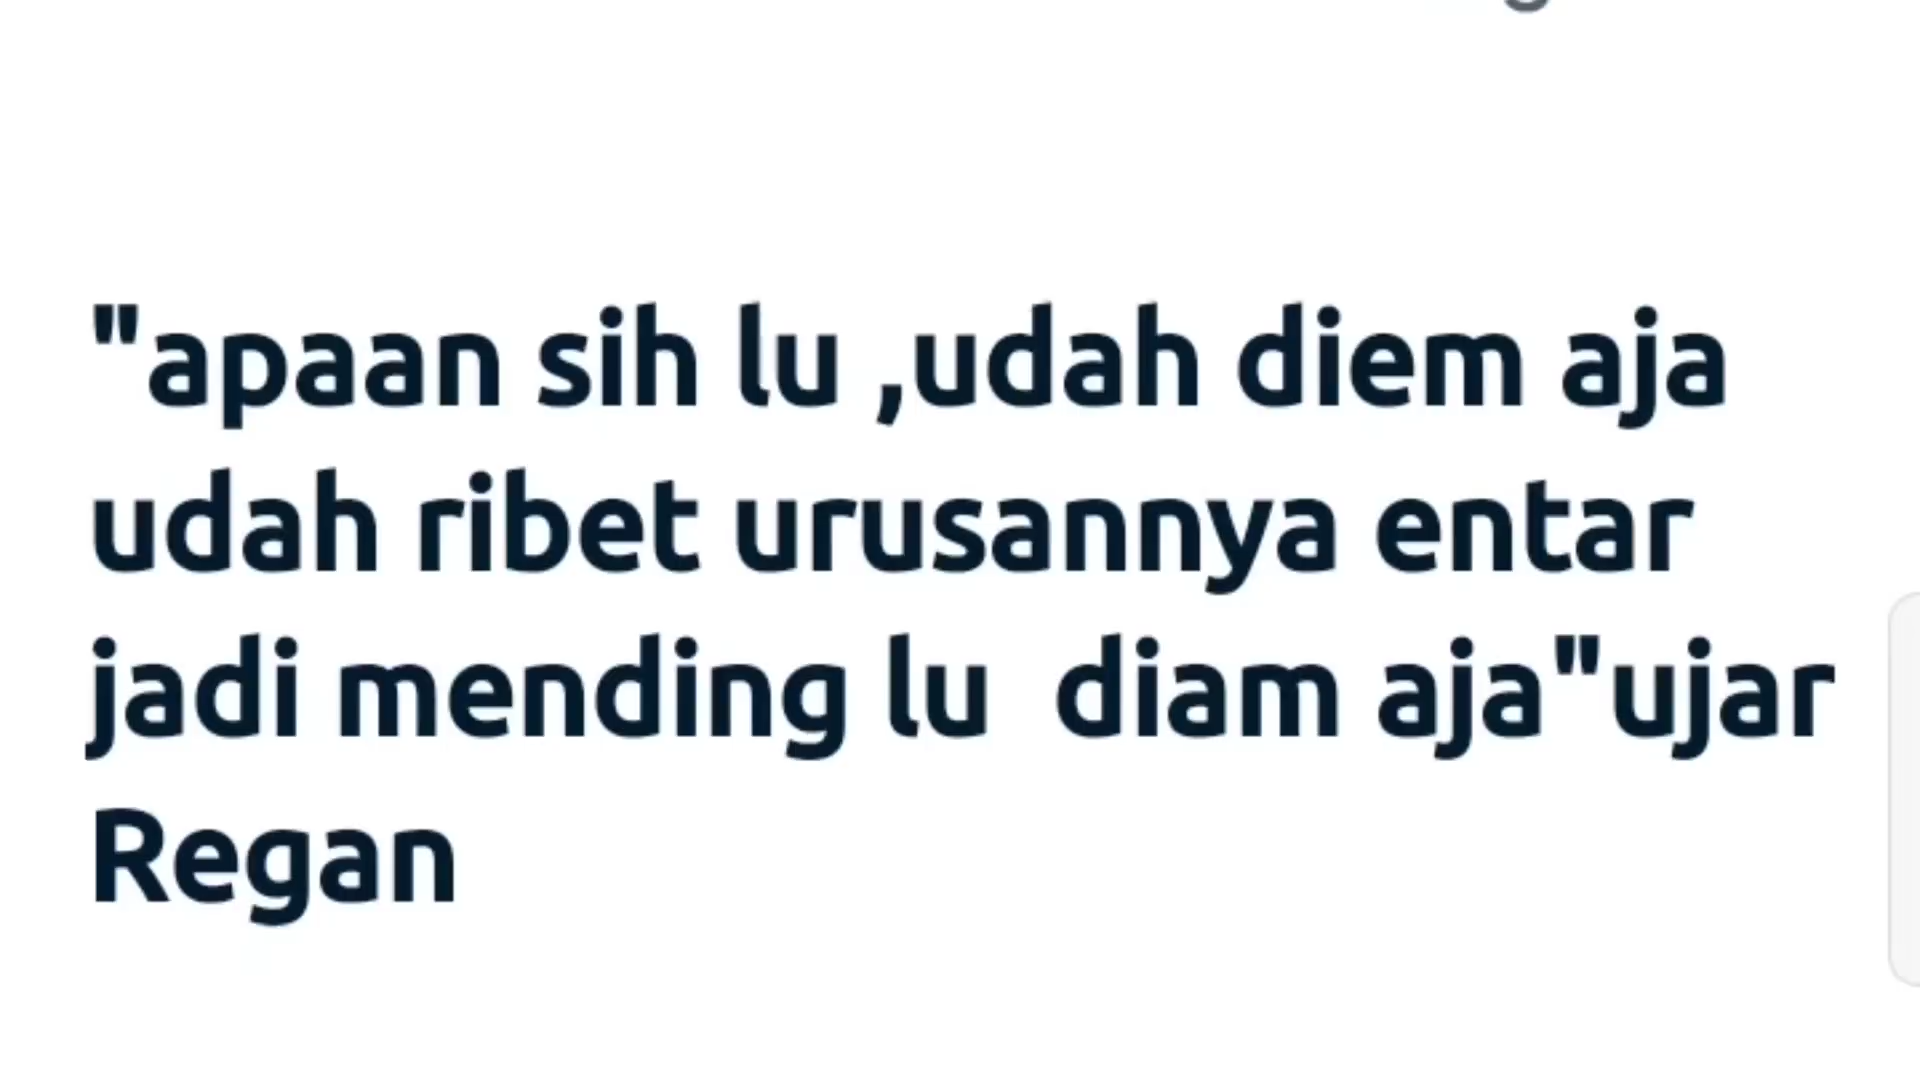 "apaan sih lu ,udah diem aja
udah ribet urusannya entar
jadi mending lu  diam aja"ujar
Regan